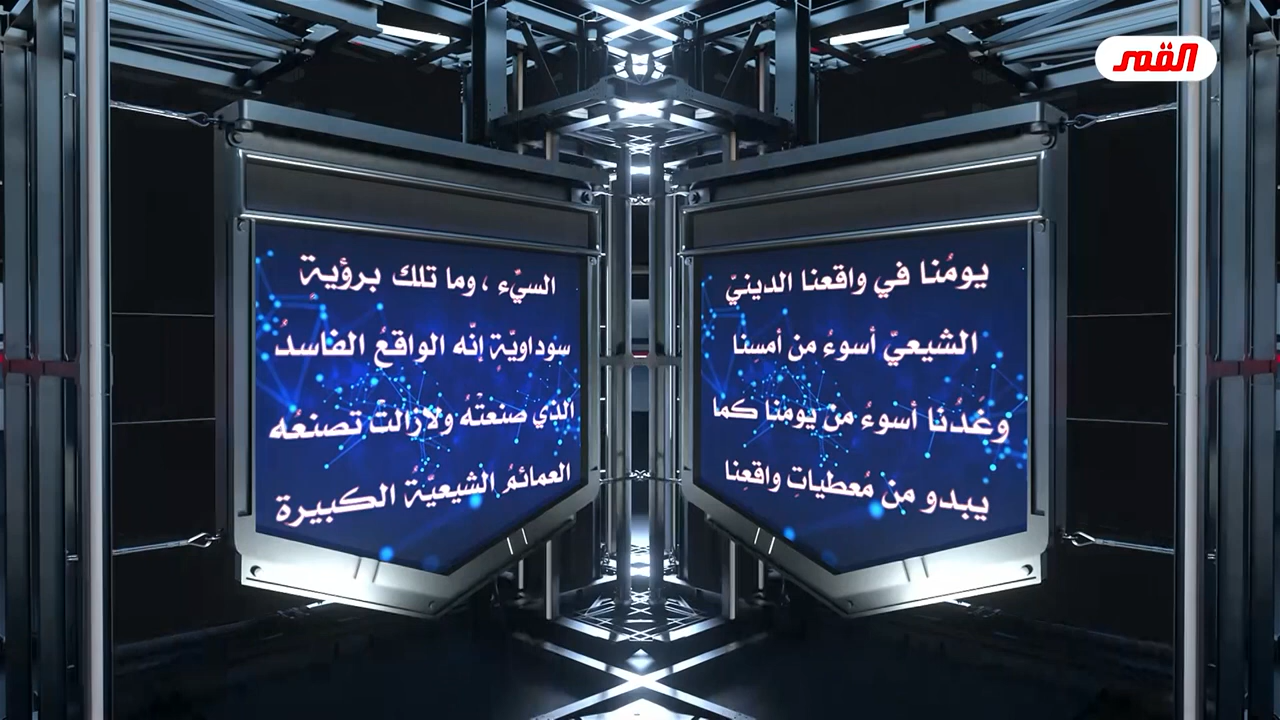 القمر
يومُنا في واقعنا الدينيّ
الشيعيّ أسوءُ من أمسنا
وغدُنا أسوءُ من يومنا كما
يبدو من مُعطياتِ واقعِنا
السيّء ، وما تلك برؤيةٍ
سوداويّةٍ إنّه الواقعُ الفاسدُ
الذي صنعتْهُ ولازالتْ تصنعُه
العمائمُ الشيعيّةُ الكبيرة